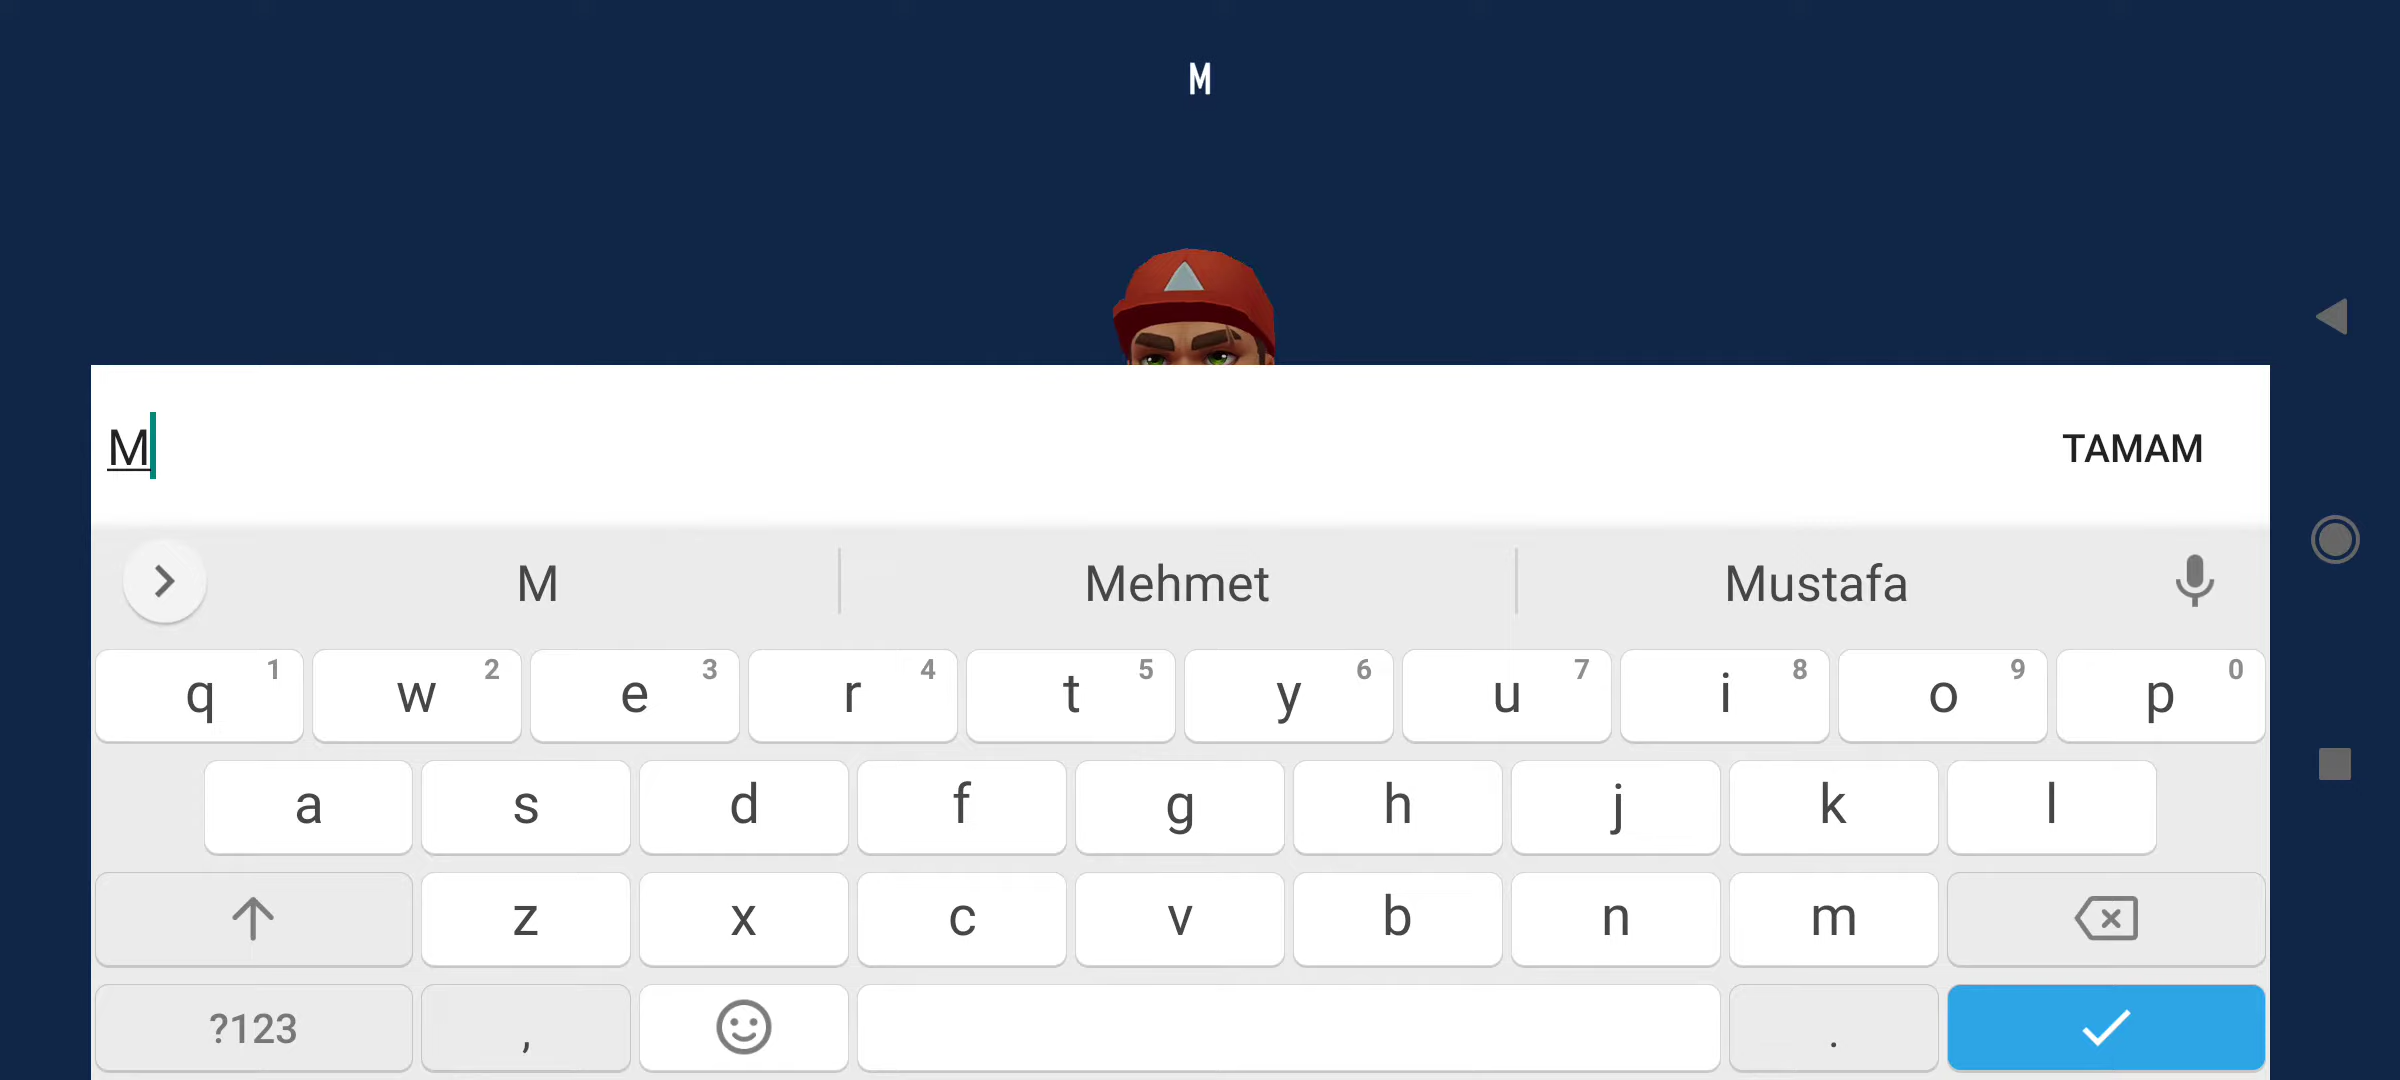 M
M
TAMAM
M Mehmet Mustafa
q 1 w 2 e 3 r 4 t 5 y 6 u 7 i 8 o 9 p 0
a s d f g h j k l
z x c v b n m
?123 , .